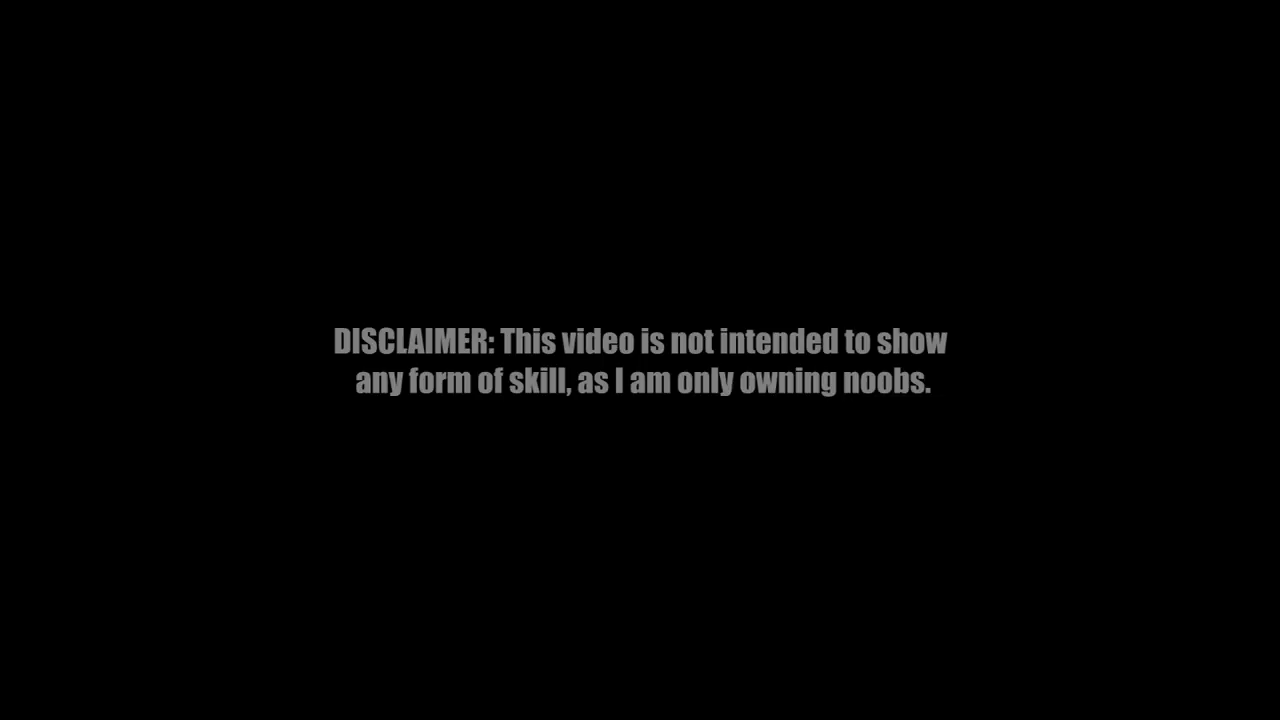 DISCLAIMER: This video is not intended to show
any form of skill, as I am only owning noobs.